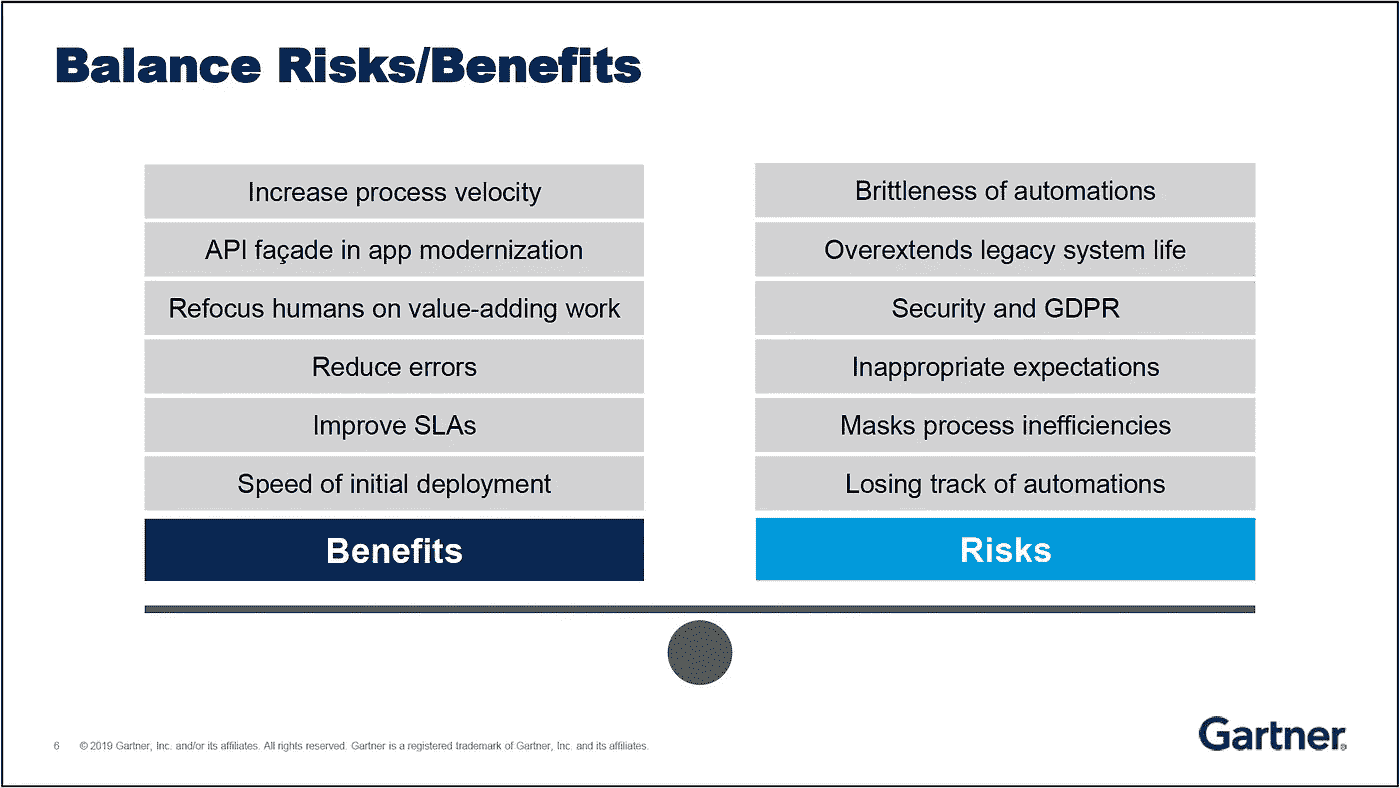 Balance Risks/Benefits
Increase process velocity
API façade in app modernization
Refocus humans on value-adding work
Reduce errors
Improve SLAs
Speed of initial deployment
Benefits
Brittleness of automations
Overextends legacy system life
Security and GDPR
Inappropriate expectations
Masks process inefficiencies
Losing track of automations
Risks
6 © 2019 Gartner, Inc. and/or its affiliates. All rights reserved. Gartner is a registered trademark of Gartner, Inc. and its affiliates.
Gartner®